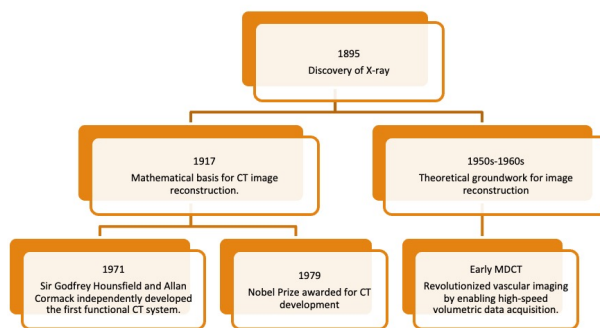 1895
Discovery of X-ray
1917
Mathematical basis for CT image
reconstruction.
1950s-1960s
Theoretical groundwork for image
reconstruction
1971
Sir Godfrey Hounsfield and Allan
Cormack independently developed
the first functional CT system.
1979
Nobel Prize awarded for CT
development
Early MDCT
Revolutionized vascular imaging
by enabling high-speed
volumetric data acquisition.